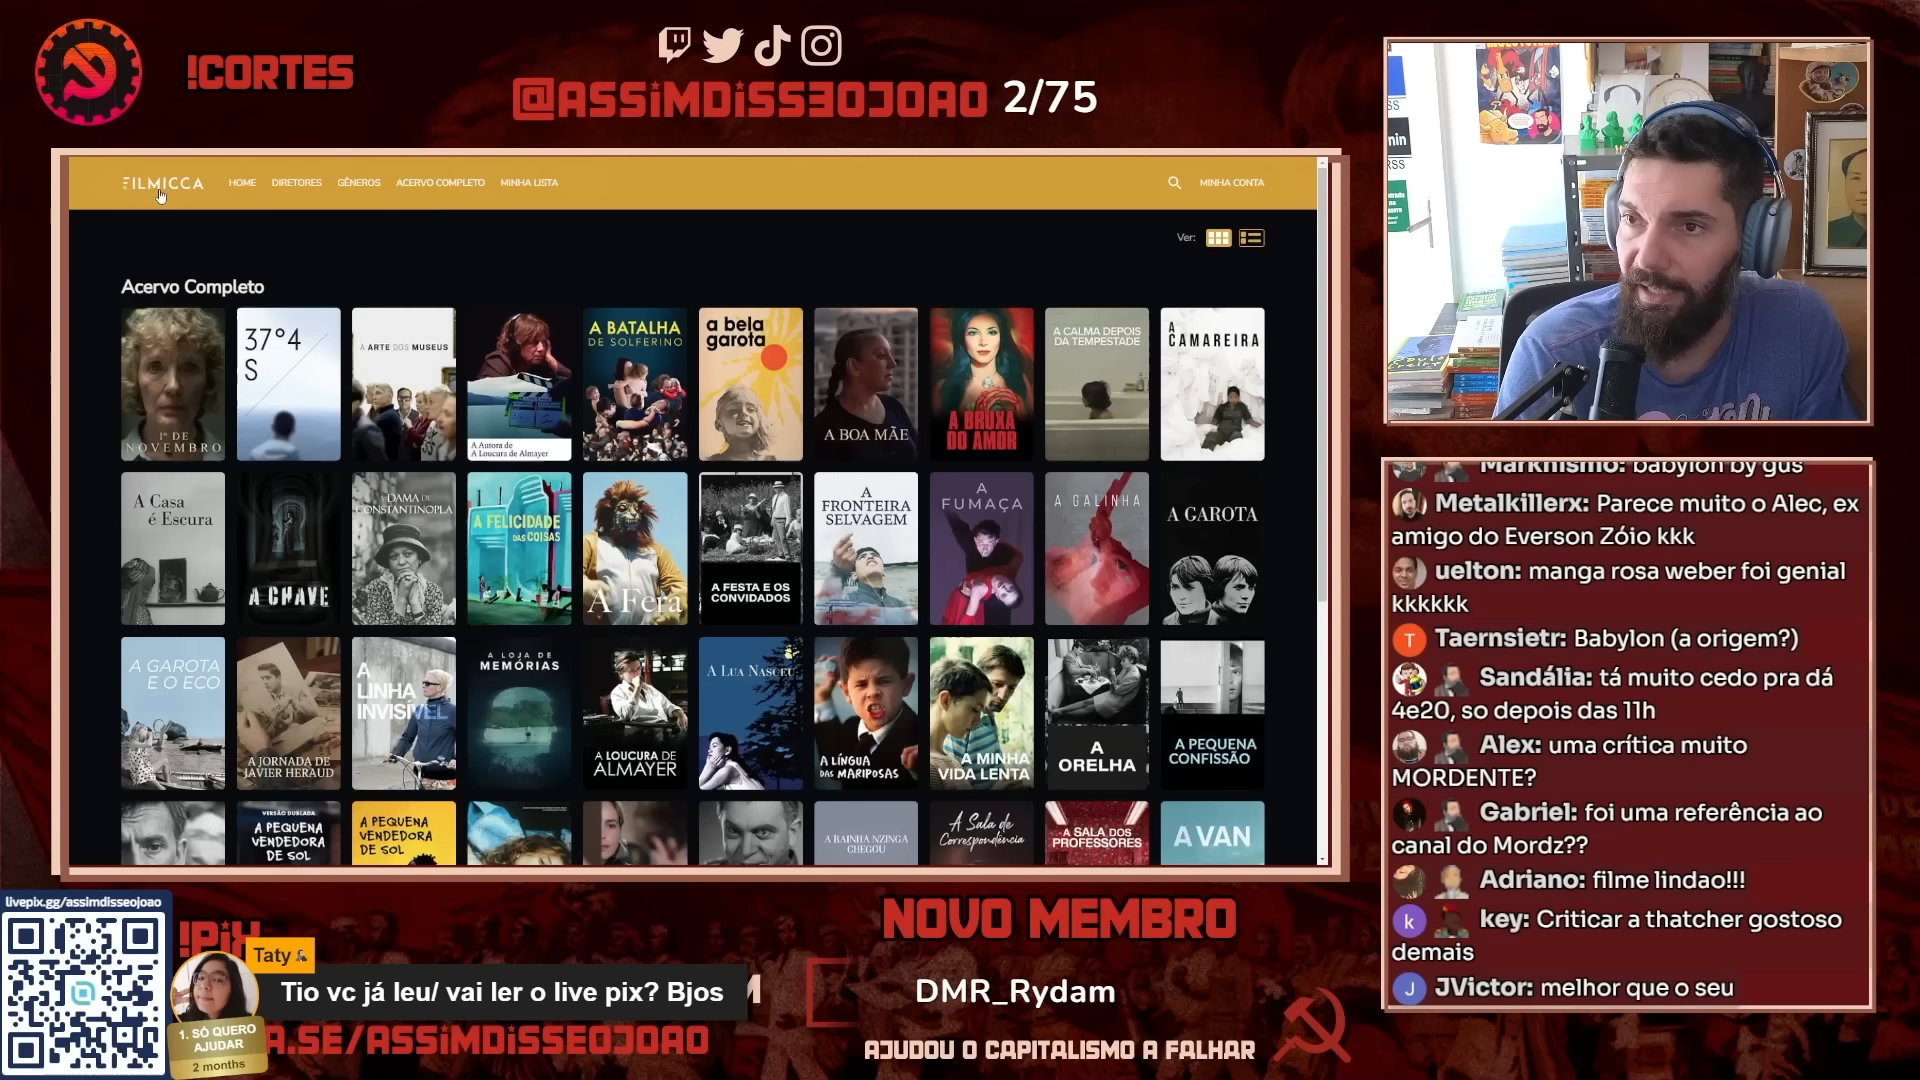 !CORTES
@ASSIMDISSEOJOAO 2/75
FILMICCA
HOME
DIRETORES
GÊNEROS
ACERVO COMPLETO
MINHA LISTA
MINHA CONTA
Ver:
Acervo Completo
1º DE
NOVEMBRO
37°4
S
A ARTE DOS MUSEUS
A Autora de
A Loucura de Almayer
A BATALHA
DE SOLFERINO
a bela
garota
A BOA MÃE
A BRUXA
DO AMOR
A CALMA DEPOIS
DA TEMPESTADE
A
CAMAREIRA
A Casa
é Escura
A CHAVE
A DAMA DE
CONSTANTINOPLA
A FELICIDADE
DAS COISAS
A Fera
A FESTA E OS
CONVIDADOS
A
FRONTEIRA
SELVAGEM
A
FUMAÇA
A GALINHA
A GAROTA
A GAROTA
E O ECO
A JORNADA DE
JAVIER HERAUD
A
LINHA
INVISÍVEL
A LOJA DE
MEMÓRIAS
A LOUCURA DE
ALMAYER
A LUA NASCEU
A LÍNGUA
DAS MARIPOSAS
A MINHA
VIDA LENTA
A
ORELHA
A PEQUENA
CONFISSÃO
VERSÃO DUBLADA
A PEQUENA
VENDEDORA
DE SOL
A PEQUENA
VENDEDORA
DE SOL
A RAINHA NZINGA
CHEGOU
A Sala de
Correspondência
A SALA DOS
PROFESSORES
A VAN
Markinismo: babylon by gus
Metalkillerx: Parece muito o Alec, ex
amigo do Everson Zóio kkk
uelton: manga rosa weber foi genial
kkkkkk
T Taernsietr: Babylon (a origem?)
Sandália: tá muito cedo pra dá
4e20, so depois das 11h
Alex: uma crítica muito
MORDENTE?
Gabriel: foi uma referência ao
canal do Mordz??
Adriano: filme lindao!!!
k key: Criticar a thatcher gostoso
demais
J JVictor: melhor que o seu
livepix.gg/assimdisseojoao
!PIX
Taty
Tio vc já leu/ vai ler o live pix? Bjos
1. SÓ QUERO
AJUDAR
2 months
A.SE/ASSIMDISSEOJOAO
NOVO MEMBRO
DMR_Rydam
AJUDOU O CAPITALISMO A FALHAR